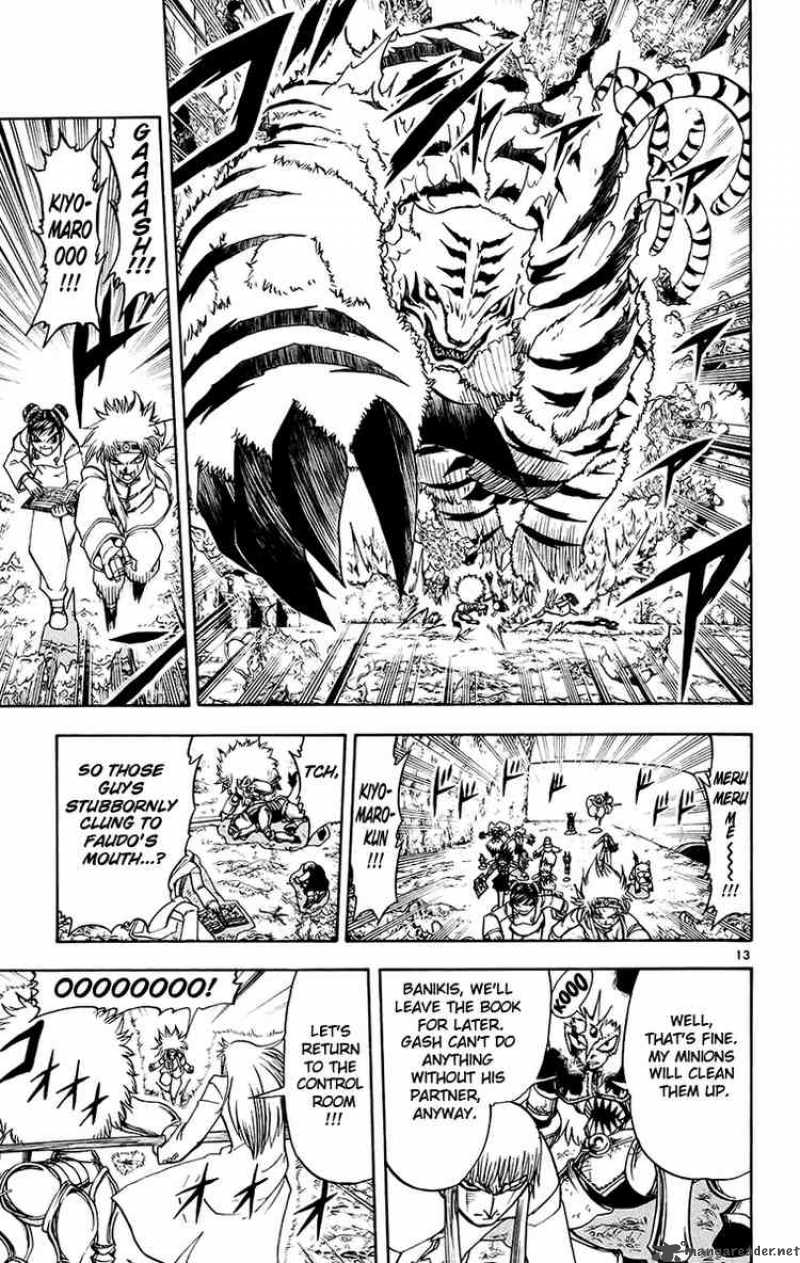 GAAAASH!!!
KIYO-
MARO
OOO
!!!
MERU
MERU
ME~~~
!!!
KIYO-
MARO-
KUN
!!!
TCH,
SO THOSE
GUYS
STUBBORNLY
CLUNG TO
FAUDO'S
MOUTH...?
13
WELL,
THAT'S FINE.
MY MINIONS
WILL CLEAN
THEM UP.
KOOO
BANIKIS, WE'LL
LEAVE THE BOOK
FOR LATER.
GASH CAN'T DO
ANYTHING
WITHOUT HIS
PARTNER,
ANYWAY.
LET'S
RETURN
TO THE
CONTROL
ROOM
!!!
OOOOOOOO!
mangareader.net